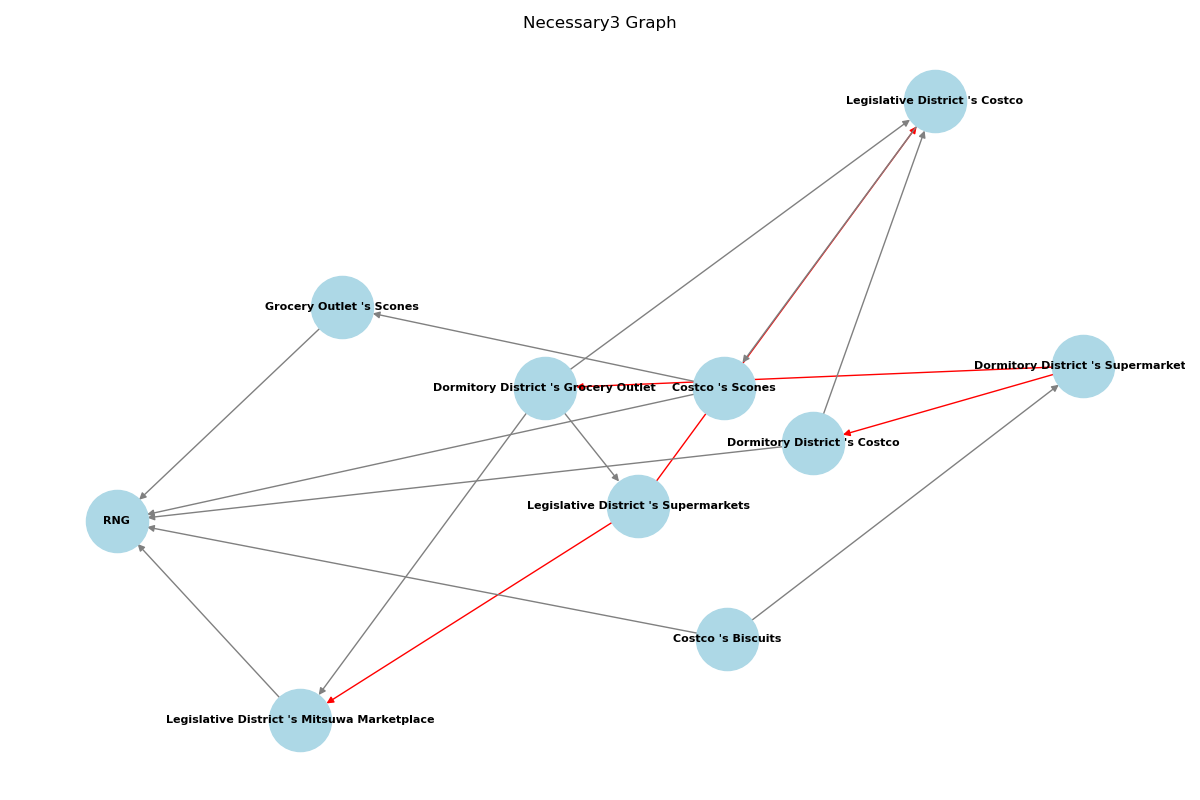 Necessary3 Graph
Legislative District 's Costco
Grocery Outlet 's Scones
Dormitory District 's Supermarket
Dormitory District 's Grocery Outlet
Costco 's Scones
Dormitory District 's Costco
Legislative District 's Supermarkets
RNG
Costco 's Biscuits
Legislative District 's Mitsuwa Marketplace